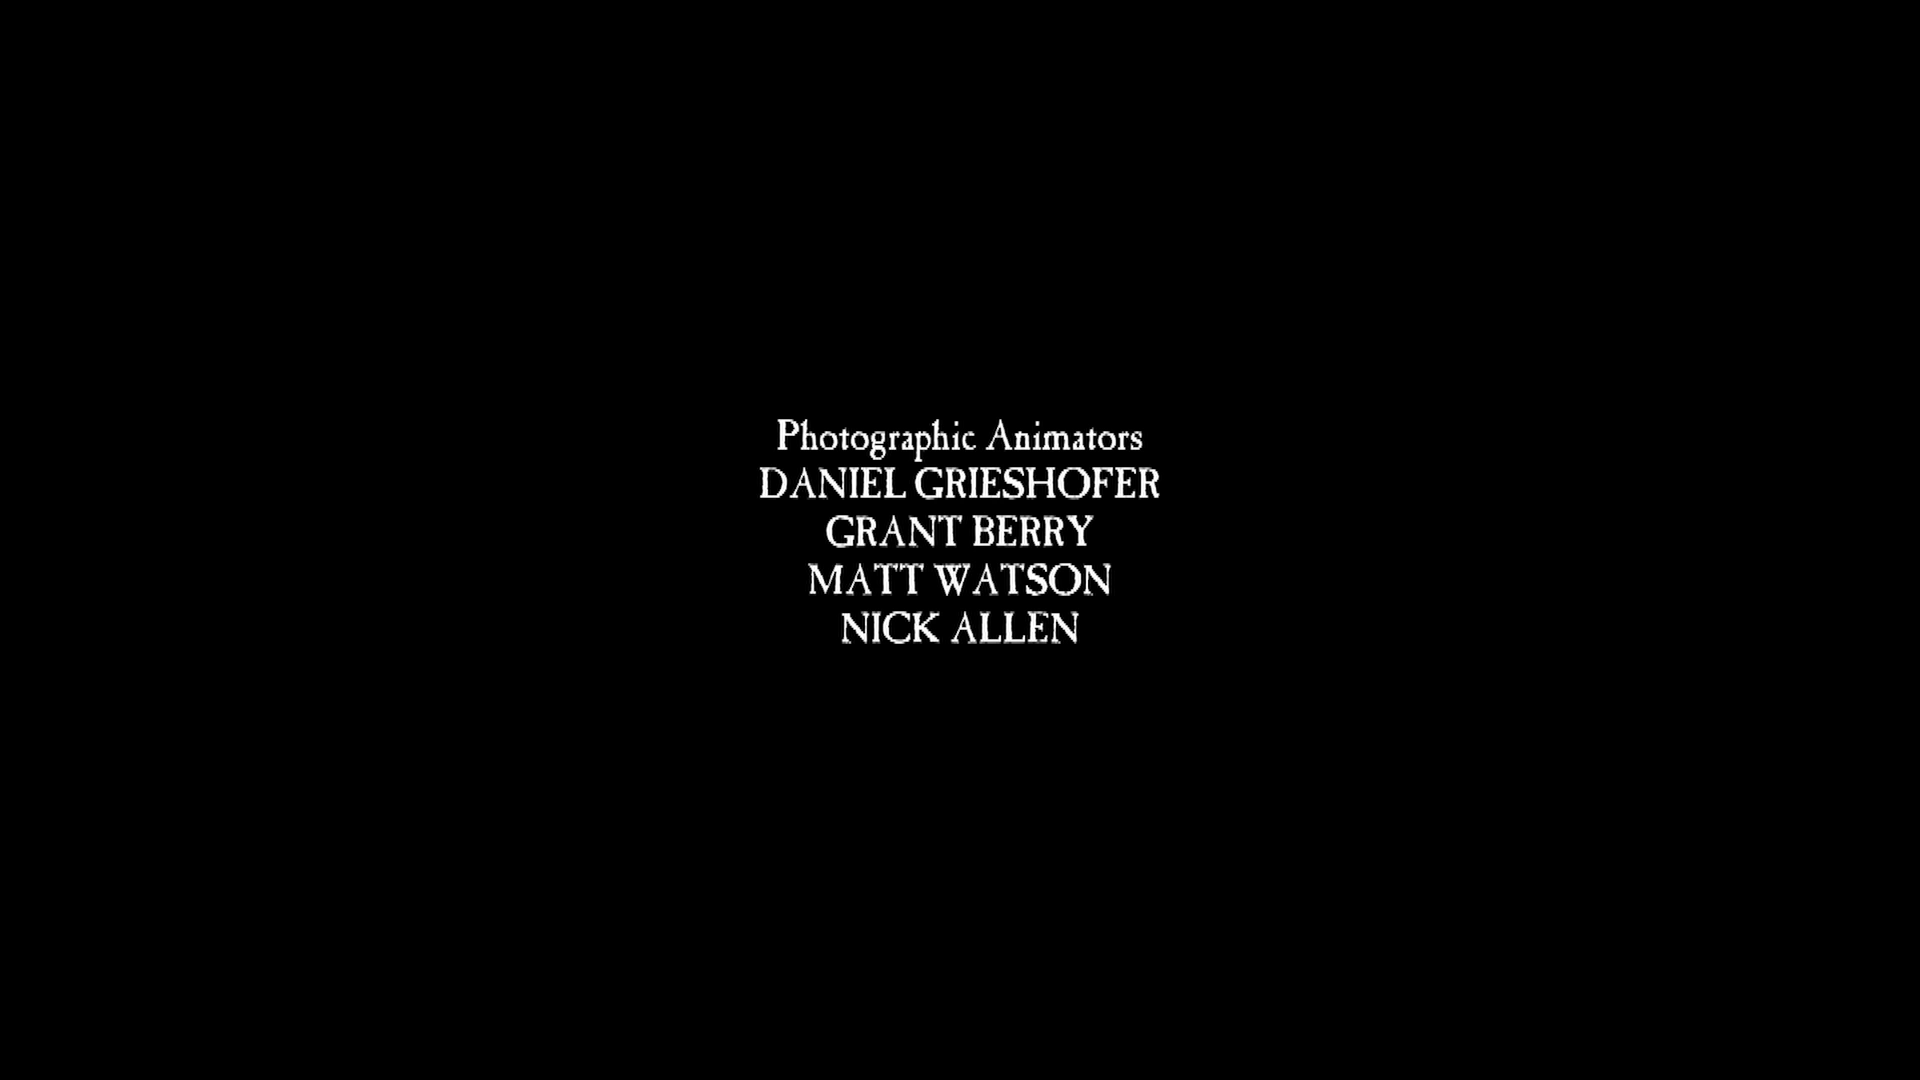 Photographic Animators
DANIEL GRIESHOFER
GRANT BERRY
MATT WATSON
NICK ALLEN